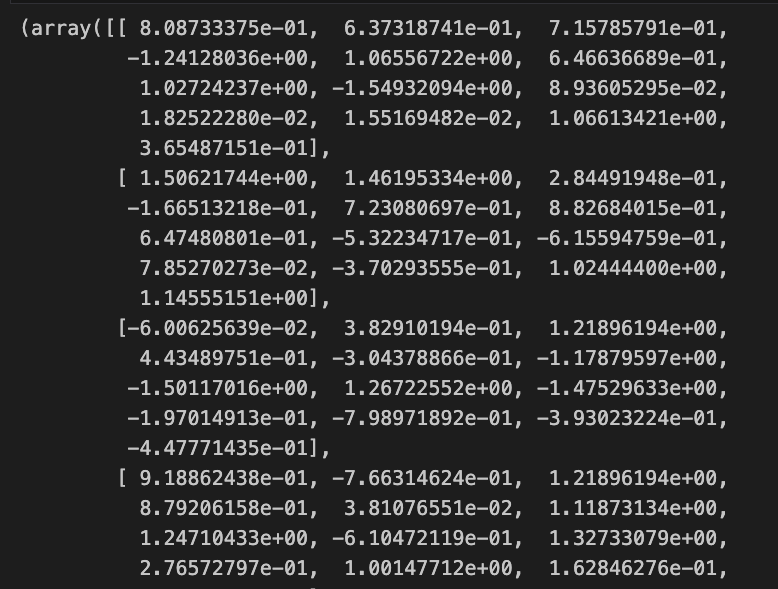 (array([[ 8.08733375e-01,  6.37318741e-01,  7.15785791e-01,
-1.24128036e+00,  1.06556722e+00,  6.46636689e-01,
1.02724237e+00, -1.54932094e+00,  8.93605295e-02,
1.82522280e-02,  1.55169482e-02,  1.06613421e+00,
3.65487151e-01],
[ 1.50621744e+00,  1.46195334e+00,  2.84491948e-01,
-1.66513218e-01,  7.23080697e-01,  8.82684015e-01,
6.47480801e-01, -5.32234717e-01, -6.15594759e-01,
7.85270273e-02, -3.70293555e-01,  1.02444400e+00,
1.14555151e+00],
[-6.00625639e-02,  3.82910194e-01,  1.21896194e+00,
4.43489751e-01, -3.04378866e-01, -1.17879597e+00,
-1.50117016e+00,  1.26722552e+00, -1.47529633e+00,
-1.97014913e-01, -7.98971892e-01, -3.93023224e-01,
-4.47771435e-01],
[ 9.18862438e-01, -7.66314624e-01,  1.21896194e+00,
8.79206158e-01,  3.81076551e-02,  1.11873134e+00,
1.24710433e+00, -6.10472119e-01,  1.32733079e+00,
2.76572797e-01,  1.00147712e+00,  1.62846276e-01,